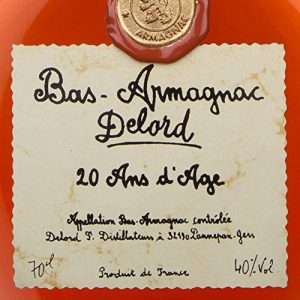 ARMAGNAC
Bas-Armagnac
Delord
20 Ans d'Age
Appellation Bas-Armagnac contrôlée
Delord F. Distillateurs à 32190 Lannepax-Gers
70cl
40%Vol
Produit de France